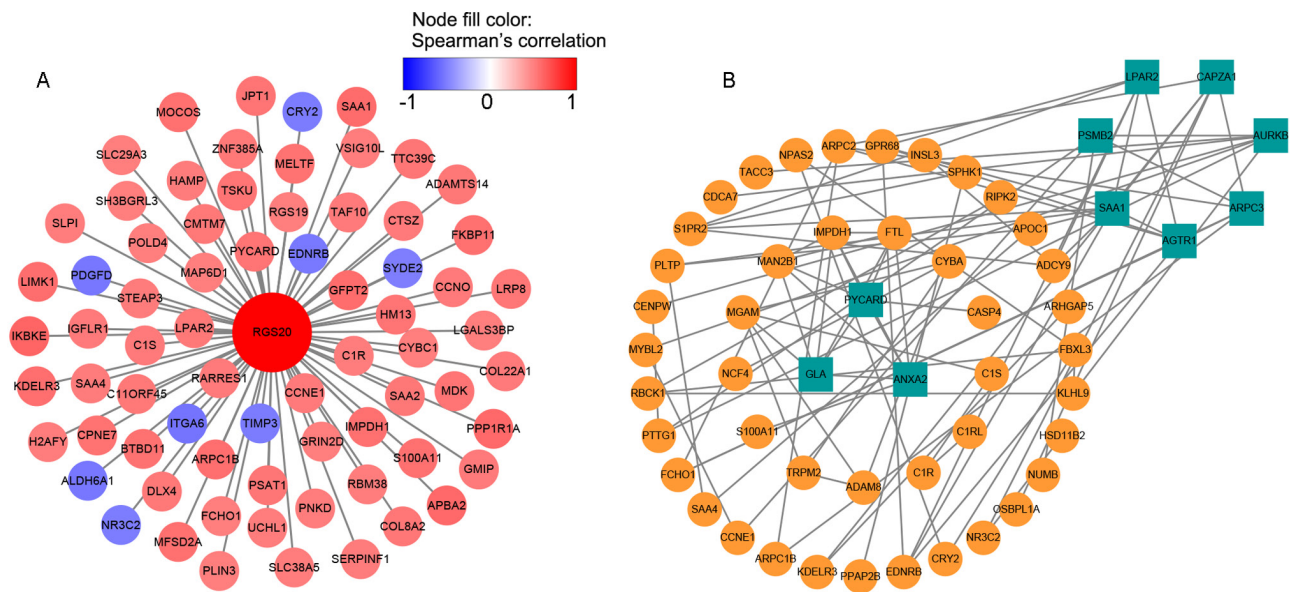 Node fill color:
Spearman's correlation
-1 0 1
A
JPT1
MOCOS
CRY2
SAA1
ZNF385A
VSIG10L
SLC29A3
MELTF
TTC39C
HAMP
TSKU
ADAMTS14
SH3BGRL3
RGS19
TAF10
CTSZ
SLPI
CMTM7
POLD4
PYCARD
EDNRB
FKBP11
SYDE2
PDGFD
MAP6D1
LIMK1
STEAP3
GFPT2
CCNO
LRP8
HM13
IKBKE
IGFLR1
LPAR2
RGS20
LGALS3BP
C1S
C1R
CYBC1
COL22A1
KDELR3
SAA4
RARRES1
C11ORF45
CCNE1
SAA2
MDK
PPP1R1A
ITGA6
TIMP3
IMPDH1
H2AFY
CPNE7
BTBD11
GRIN2D
S100A11
GMIP
ARPC1B
ALDH6A1
DLX4
PSAT1
RBM38
APBA2
PNKD
NR3C2
FCHO1
UCHL1
COL8A2
MFSD2A
PLIN3
SLC38A5
SERPINF1
B
LPAR2
CAPZA1
PSMB2
AURKB
ARPC2
GPR68
NPAS2
INSL3
TACC3
SPHK1
CDCA7
RIPK2
SAA1
ARPC3
S1PR2
IMPDH1
FTL
APOC1
AGTR1
PLTP
MAN2B1
CYBA
ADCY9
CENPW
PYCARD
MGAM
CASP4
ARHGAP5
MYBL2
FBXL3
NCF4
GLA
ANXA2
C1S
RBCK1
KLHL9
PTTG1
S100A11
C1RL
HSD11B2
FCHO1
TRPM2
C1R
NUMB
ADAM8
SAA4
OSBPL1A
CCNE1
NR3C2
ARPC1B
CRY2
KDELR3
PPAP2B
EDNRB